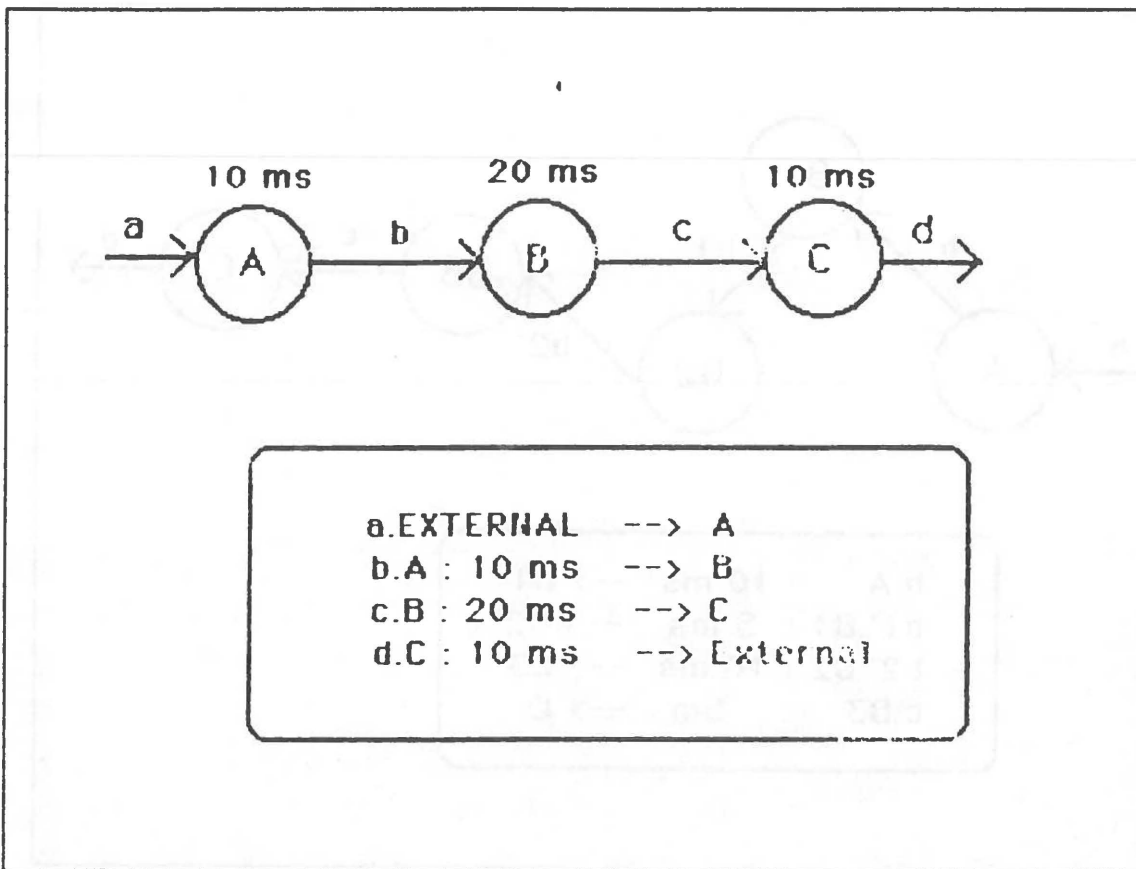 10 ms 20 ms 10 ms
a b c d
A B C
a.EXTERNAL --> A
b.A : 10 ms --> B
c.B : 20 ms --> C
d.C : 10 ms --> External